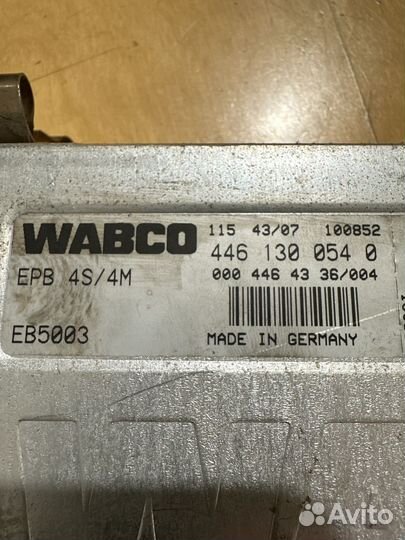 WABCO
115 43/07 100852
446 130 054 0
000 446 43 36/004
EPB 4S/4M
EB5003
MADE IN GERMANY
Avito